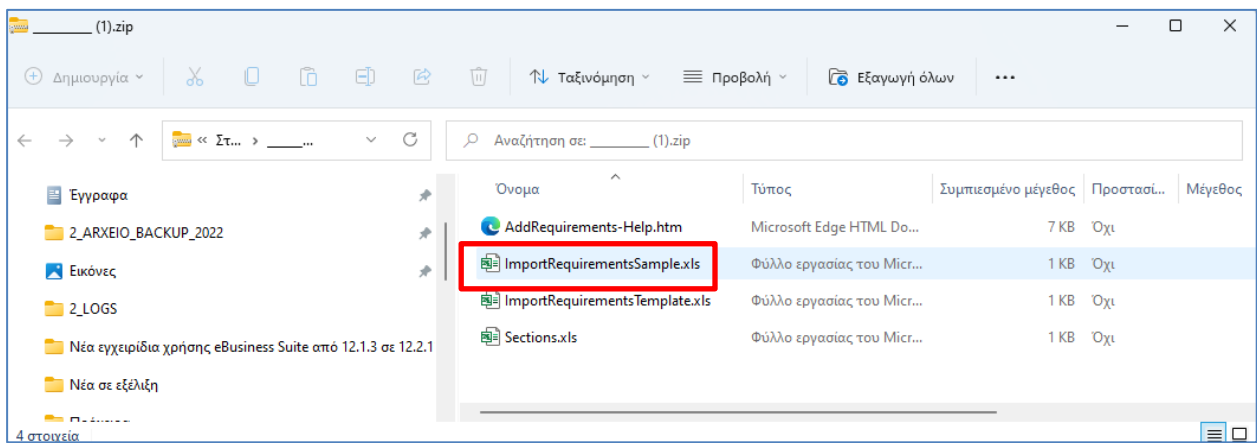 _________ (1).zip
Δημιουργία Ταξινόμηση Προβολή Εξαγωγή όλων ...
« Στ... › _____... Αναζήτηση σε: _________ (1).zip
Όνομα Τύπος Συμπιεσμένο μέγεθος Προστασί... Μέγεθος
Έγγραφα
AddRequirements-Help.htm Microsoft Edge HTML Do... 7 KB Όχι
2_ARXEIO_BACKUP_2022
ImportRequirementsSample.xls Φύλλο εργασίας του Micr... 1 KB Όχι
Εικόνες
ImportRequirementsTemplate.xls Φύλλο εργασίας του Micr... 1 KB Όχι
2_LOGS
Sections.xls Φύλλο εργασίας του Micr... 1 KB Όχι
Νέα εγχειρίδια χρήσης eBusiness Suite από 12.1.3 σε 12.2.1
Νέα σε εξέλιξη
4 στοιχεία